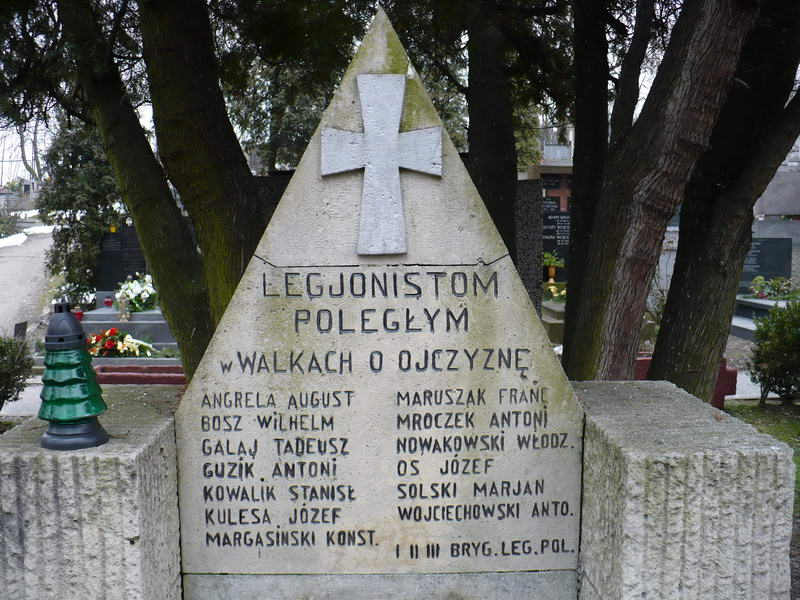 LEGJONISTOM
POLEGŁYM
W WALKACH O OJCZYZNĘ
ANGRELA AUGUST
BOSZ WILHELM
GALAJ TADEUSZ
GUZIK ANTONI
KOWALIK STANISŁ
KULESA JÓZEF
MARGASIŃSKI KONST.
MARUSZAK FRANC
MROCZEK ANTONI
NOWAKOWSKI WŁODZ.
OS JÓZEF
SOLSKI MARJAN
WOJCIECHOWSKI ANTO.
I II III BRYG. LEG. POL.